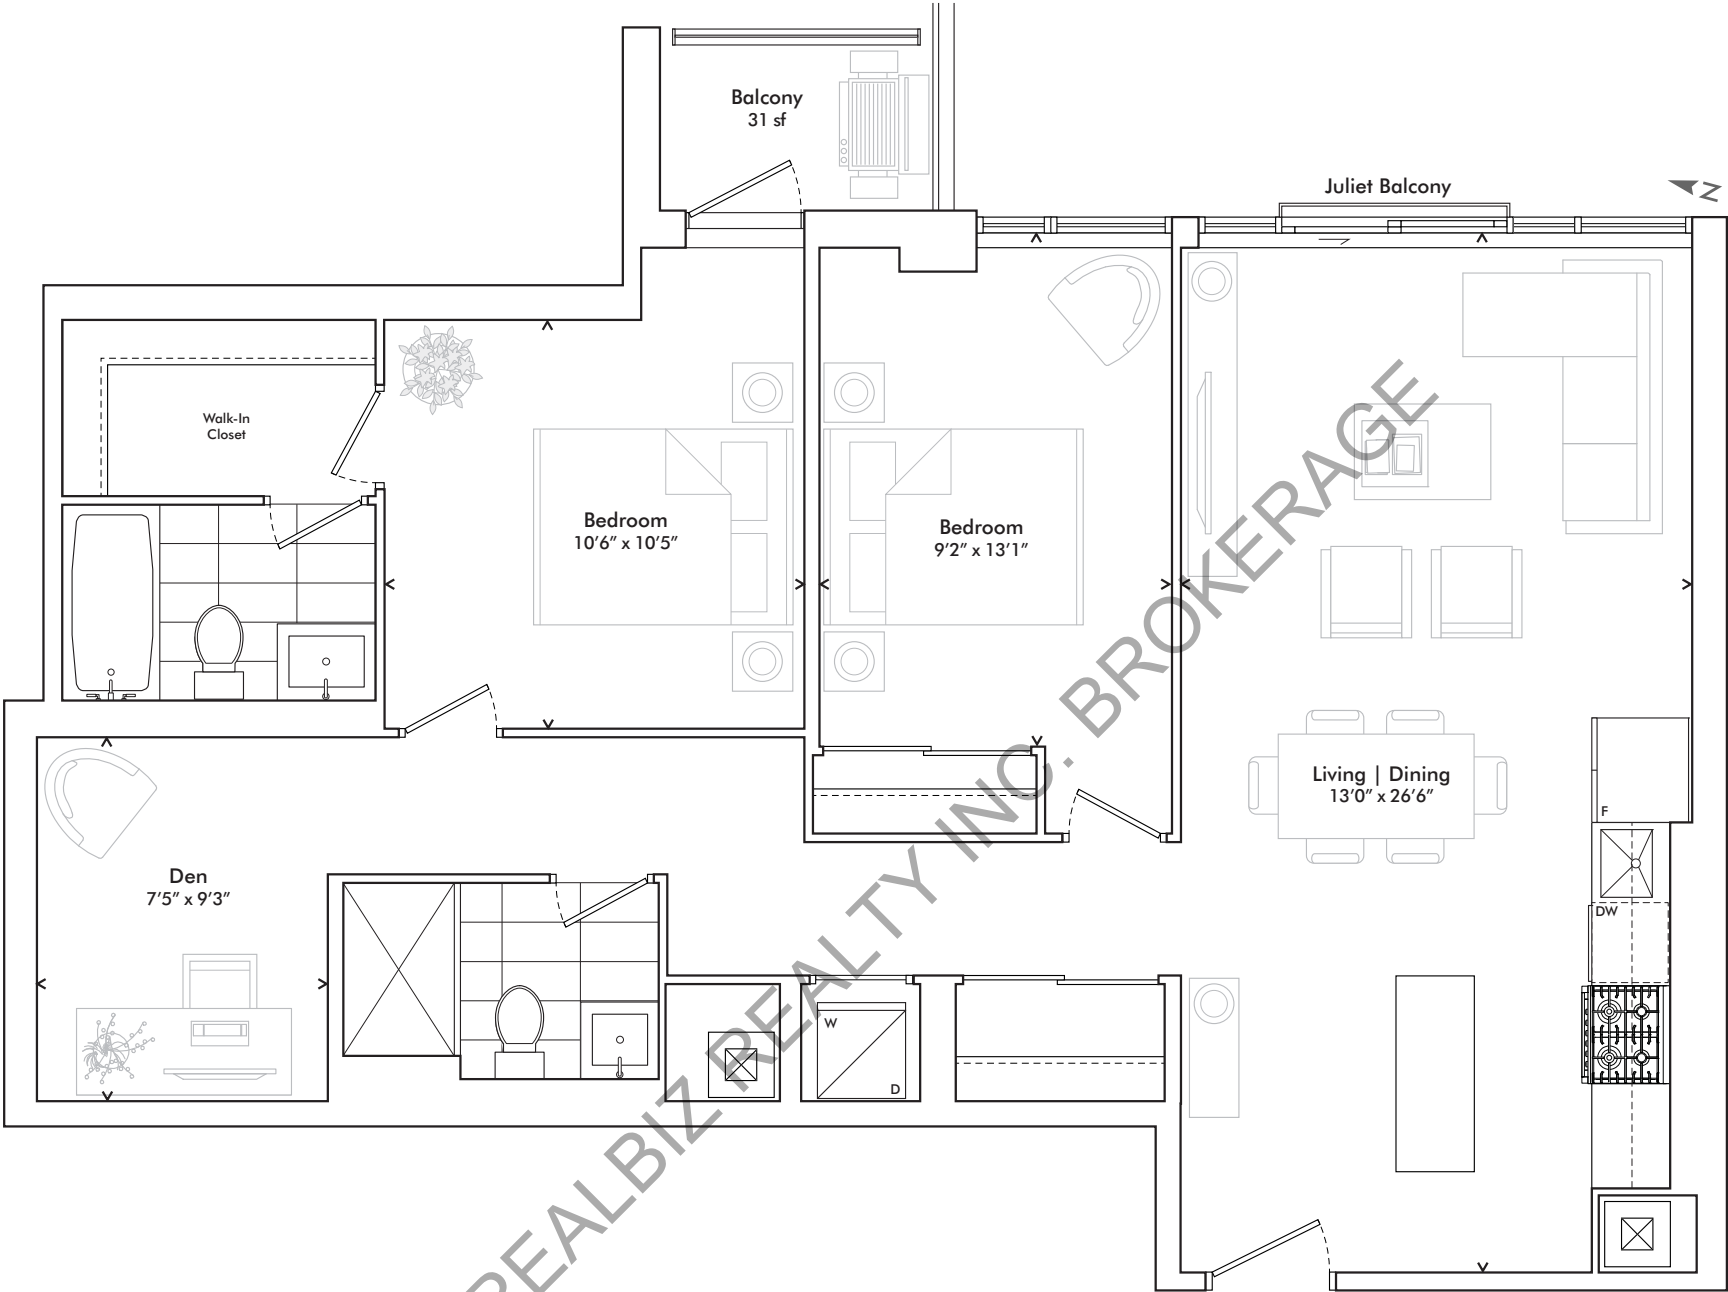 Balcony
31 sf
Juliet Balcony
N
Walk-In
Closet
Bedroom
10'6" x 10'5"
Bedroom
9'2" x 13'1"
Living | Dining
13'0" x 26'6"
F
Den
7'5" x 9'3"
DW
W
D
REALBIZ REALTY INC. BROKERAGE